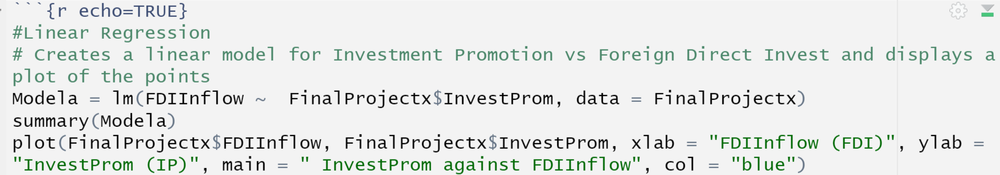 ```{r echo=TRUE}
#Linear Regression
# Creates a linear model for Investment Promotion vs Foreign Direct Invest and displays a
plot of the points
Modela = lm(FDIInflow ~  FinalProjectx$InvestProm, data = FinalProjectx)
summary(Modela)
plot(FinalProjectx$FDIInflow, FinalProjectx$InvestProm, xlab = "FDIInflow (FDI)", ylab =
"InvestProm (IP)", main = " InvestProm against FDIInflow", col = "blue")